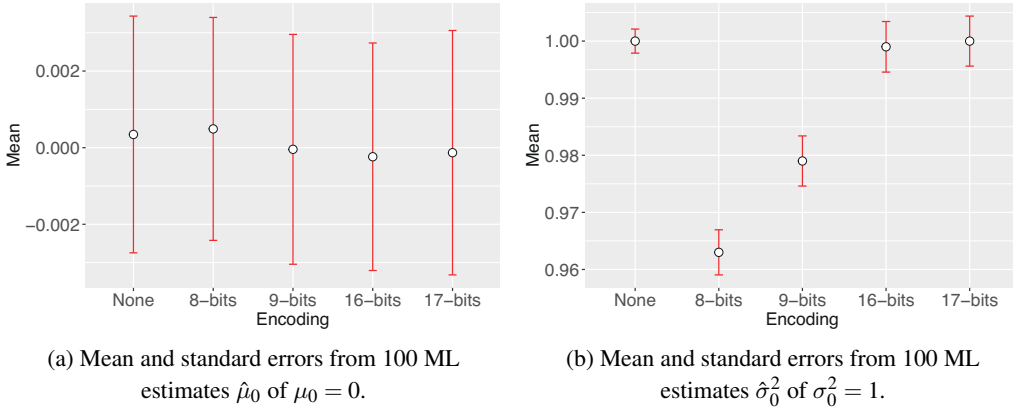 0.002
0.000
−0.002
Mean
None
8−bits
9−bits
16−bits
17−bits
Encoding
(a) Mean and standard errors from 100 ML
estimates μ̂₀ of μ₀ = 0.
1.00
0.99
0.98
0.97
0.96
Mean
None
8−bits
9−bits
16−bits
17−bits
Encoding
(b) Mean and standard errors from 100 ML
estimates σ̂₀² of σ₀² = 1.